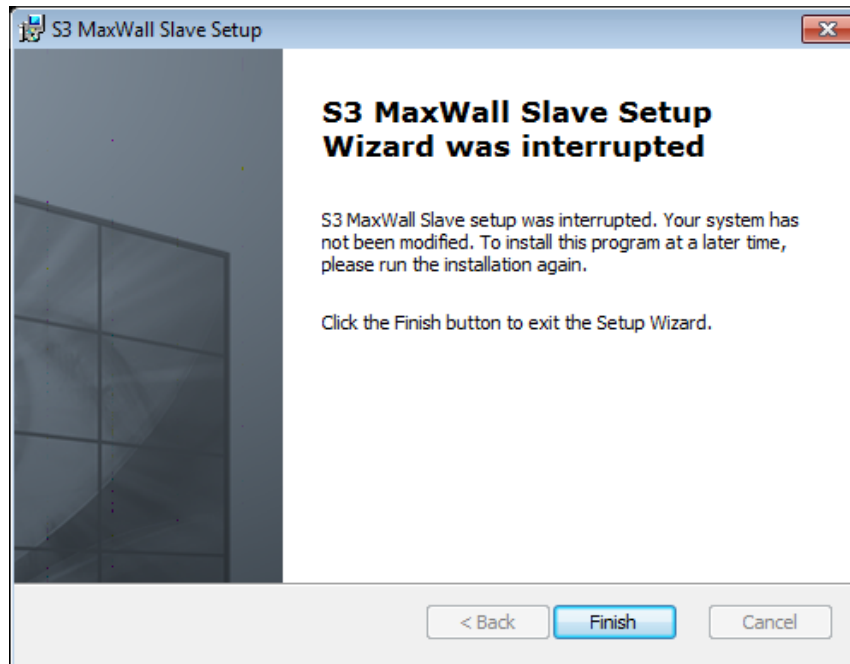 S3 MaxWall Slave Setup
S3 MaxWall Slave Setup
Wizard was interrupted
S3 MaxWall Slave setup was interrupted. Your system has
not been modified. To install this program at a later time,
please run the installation again.
Click the Finish button to exit the Setup Wizard.
< Back
Finish
Cancel